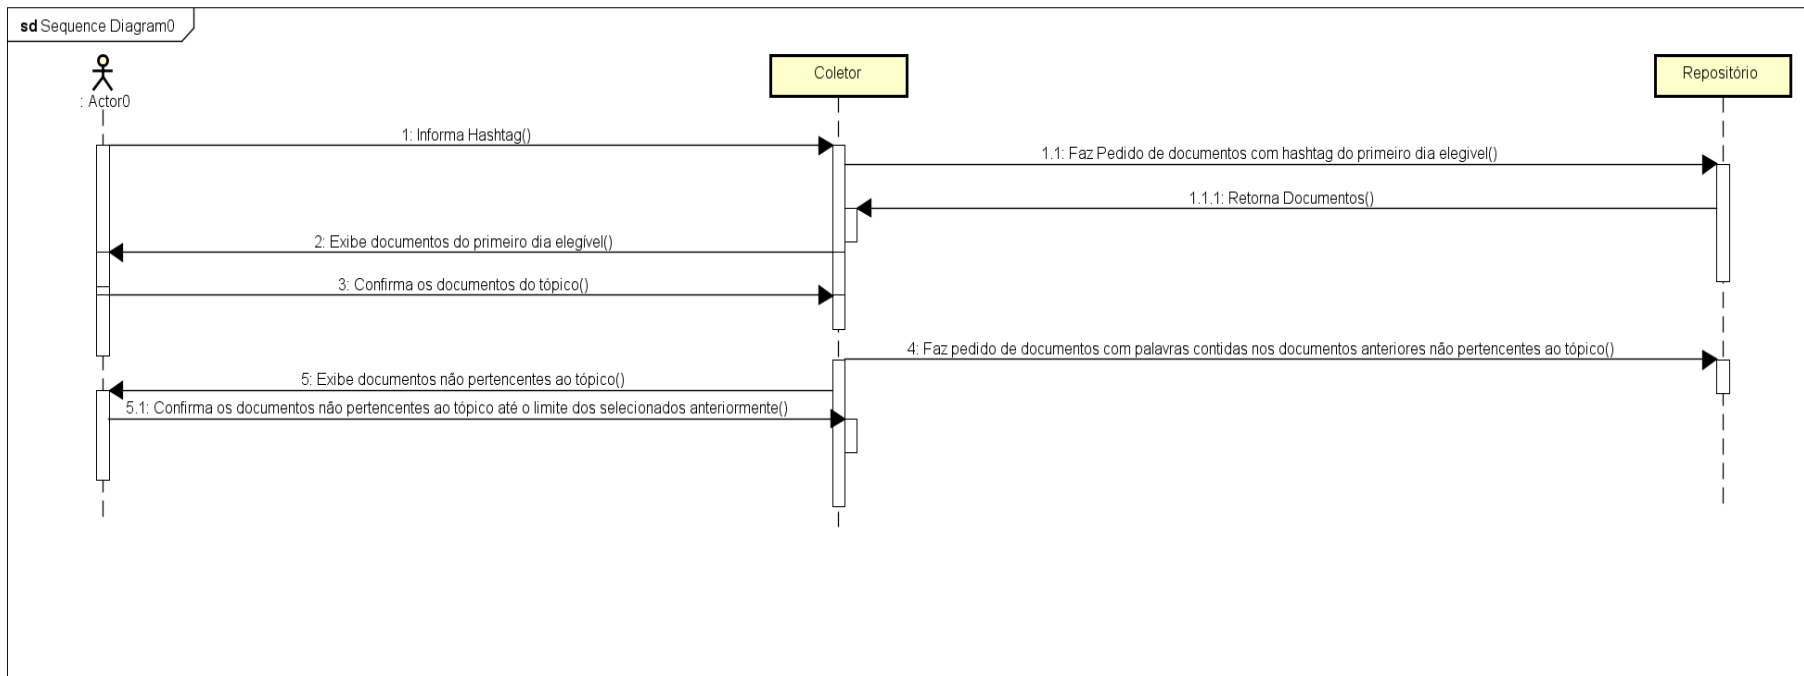 sd Sequence Diagram0
: Actor0
Coletor
Repositório
1: Informa Hashtag()
1.1: Faz Pedido de documentos com hashtag do primeiro dia elegivel()
1.1.1: Retorna Documentos()
2: Exibe documentos do primeiro dia elegível()
3: Confirma os documentos do tópico()
4: Faz pedido de documentos com palavras contidas nos documentos anteriores não pertencentes ao tópico()
5: Exibe documentos não pertencentes ao tópico()
5.1: Confirma os documentos não pertencentes ao tópico até o limite dos selecionados anteriormente()